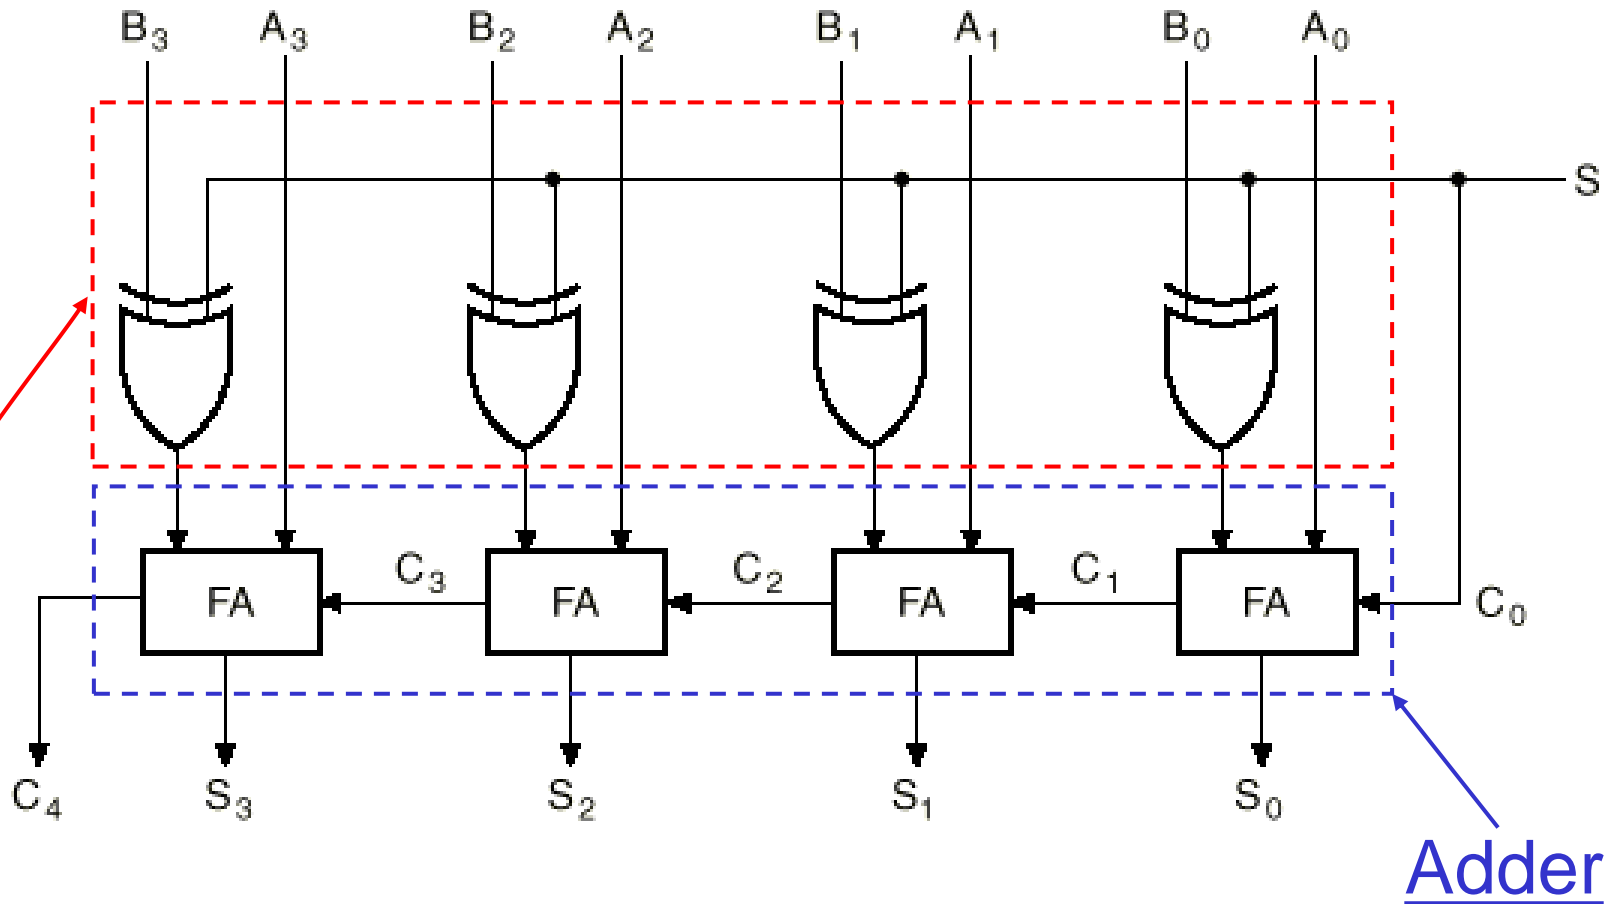 B₃ A₃ B₂ A₂ B₁ A₁ B₀ A₀
S
C₃ C₂ C₁
FA FA FA FA C₀
C₄ S₃ S₂ S₁ S₀
Adder